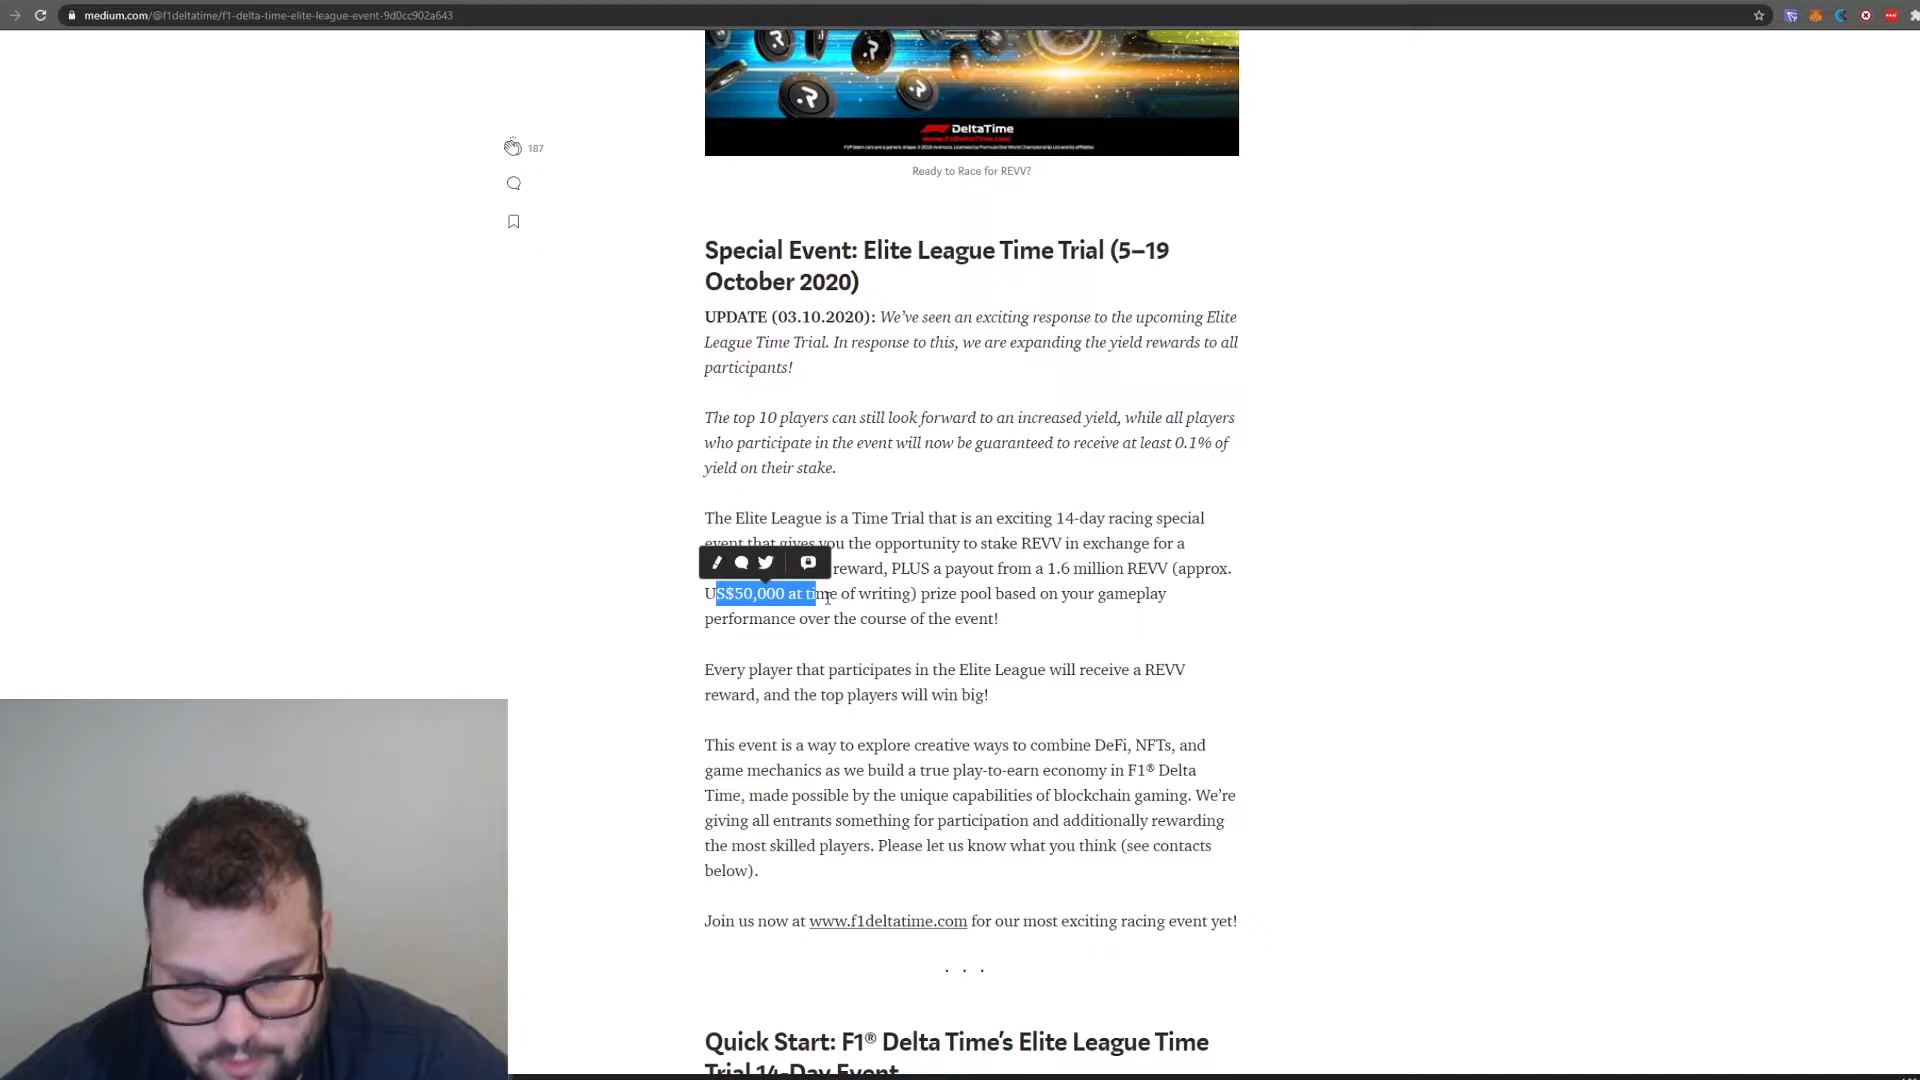 medium.com/@f1deltatime/f1-delta-time-elite-league-event-9d0cc902a643
DeltaTime
www.F1DeltaTime.com
Ready to Race for REVV?
187
Special Event: Elite League Time Trial (5–19
October 2020)
UPDATE (03.10.2020): We've seen an exciting response to the upcoming Elite
League Time Trial. In response to this, we are expanding the yield rewards to all
participants!
The top 10 players can still look forward to an increased yield, while all players
who participate in the event will now be guaranteed to receive at least 0.1% of
yield on their stake.
The Elite League is a Time Trial that is an exciting 14-day racing special
event that gives you the opportunity to stake REVV in exchange for a
reward, PLUS a payout from a 1.6 million REVV (approx.
US$50,000 at time of writing) prize pool based on your gameplay
performance over the course of the event!
Every player that participates in the Elite League will receive a REVV
reward, and the top players will win big!
This event is a way to explore creative ways to combine DeFi, NFTs, and
game mechanics as we build a true play-to-earn economy in F1® Delta
Time, made possible by the unique capabilities of blockchain gaming. We're
giving all entrants something for participation and additionally rewarding
the most skilled players. Please let us know what you think (see contacts
below).
Join us now at www.f1deltatime.com for our most exciting racing event yet!
. . .
Quick Start: F1® Delta Time's Elite League Time
Trial 14-Day Event